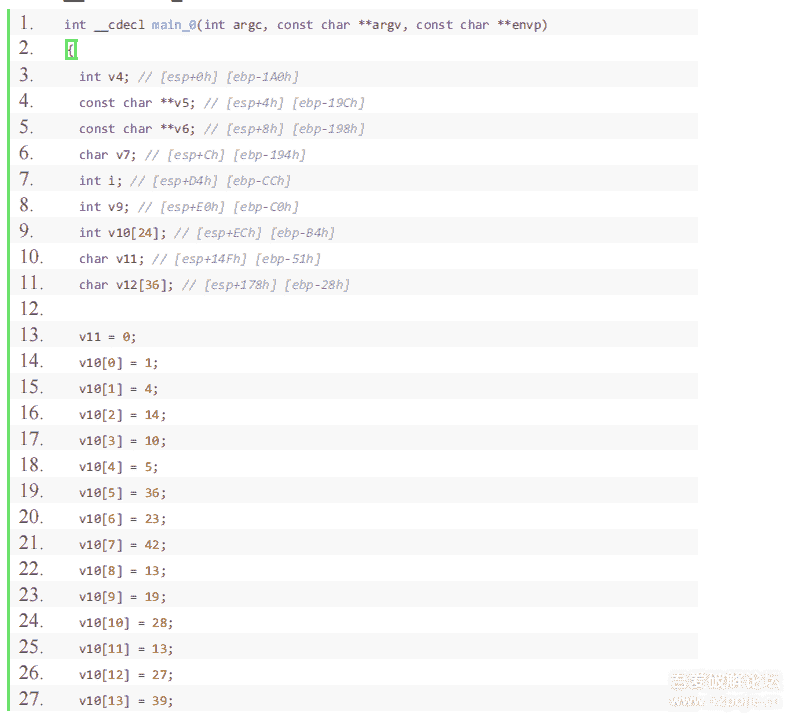 1. int __cdecl main_0(int argc, const char **argv, const char **envp)
2. {
3. int v4; // [esp+0h] [ebp-1A0h]
4. const char **v5; // [esp+4h] [ebp-19Ch]
5. const char **v6; // [esp+8h] [ebp-198h]
6. char v7; // [esp+Ch] [ebp-194h]
7. int i; // [esp+D4h] [ebp-CCh]
8. int v9; // [esp+E0h] [ebp-C0h]
9. int v10[24]; // [esp+ECh] [ebp-B4h]
10. char v11; // [esp+14Fh] [ebp-51h]
11. char v12[36]; // [esp+178h] [ebp-28h]
12.
13. v11 = 0;
14. v10[0] = 1;
15. v10[1] = 4;
16. v10[2] = 14;
17. v10[3] = 10;
18. v10[4] = 5;
19. v10[5] = 36;
20. v10[6] = 23;
21. v10[7] = 42;
22. v10[8] = 13;
23. v10[9] = 19;
24. v10[10] = 28;
25. v10[11] = 13;
26. v10[12] = 27;
27. v10[13] = 39;
吾爱破解论坛